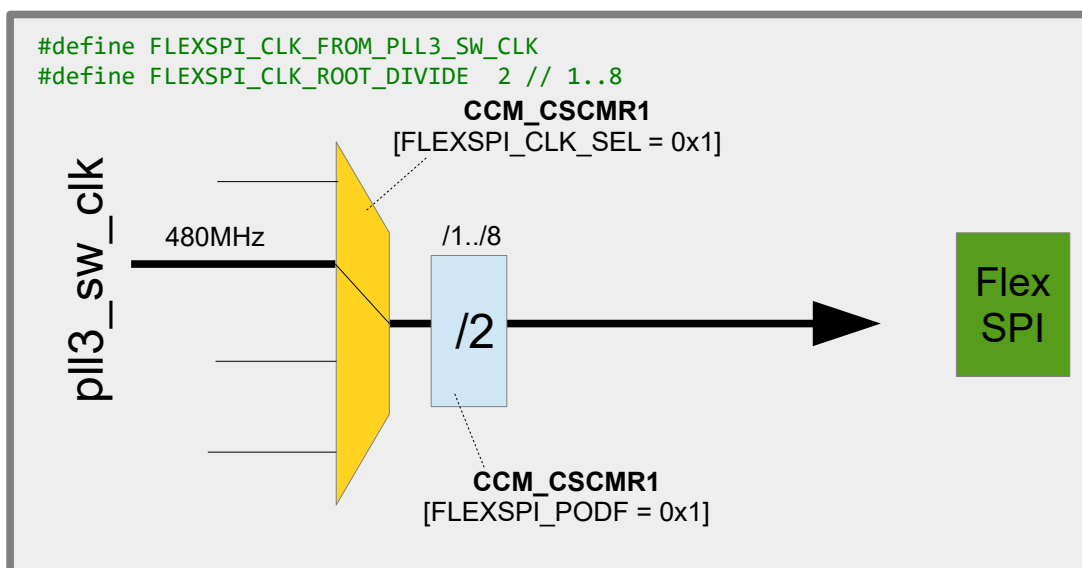 #define FLEXSPI_CLK_FROM_PLL3_SW_CLK
#define FLEXSPI_CLK_ROOT_DIVIDE  2 // 1..8
CCM_CSCMR1
[FLEXSPI_CLK_SEL = 0x1]
pll3_sw_clk
480MHz
/1../8
/2
Flex
SPI
CCM_CSCMR1
[FLEXSPI_PODF = 0x1]